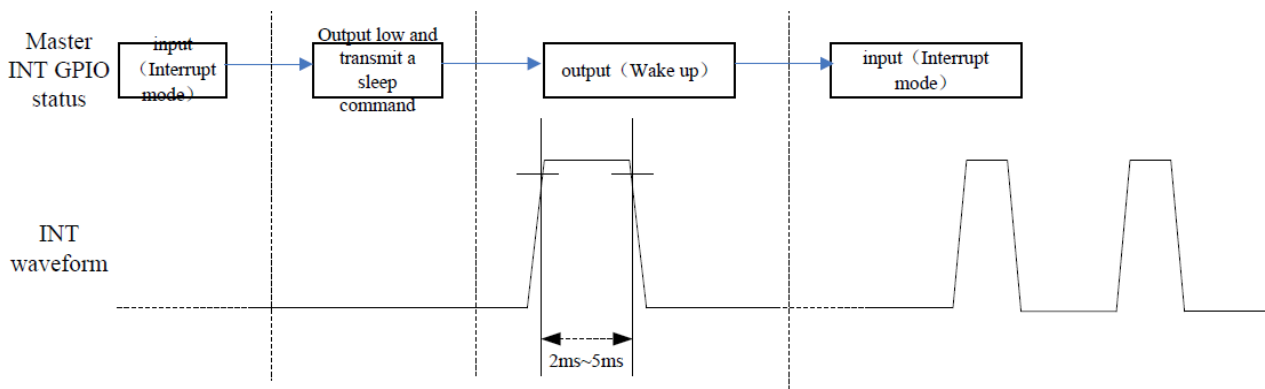 Master
INT GPIO
status
input
（Interrupt
mode）
Output low and
transmit a
sleep
command
output（Wake up）
input（Interrupt
mode）
INT
waveform
2ms~5ms